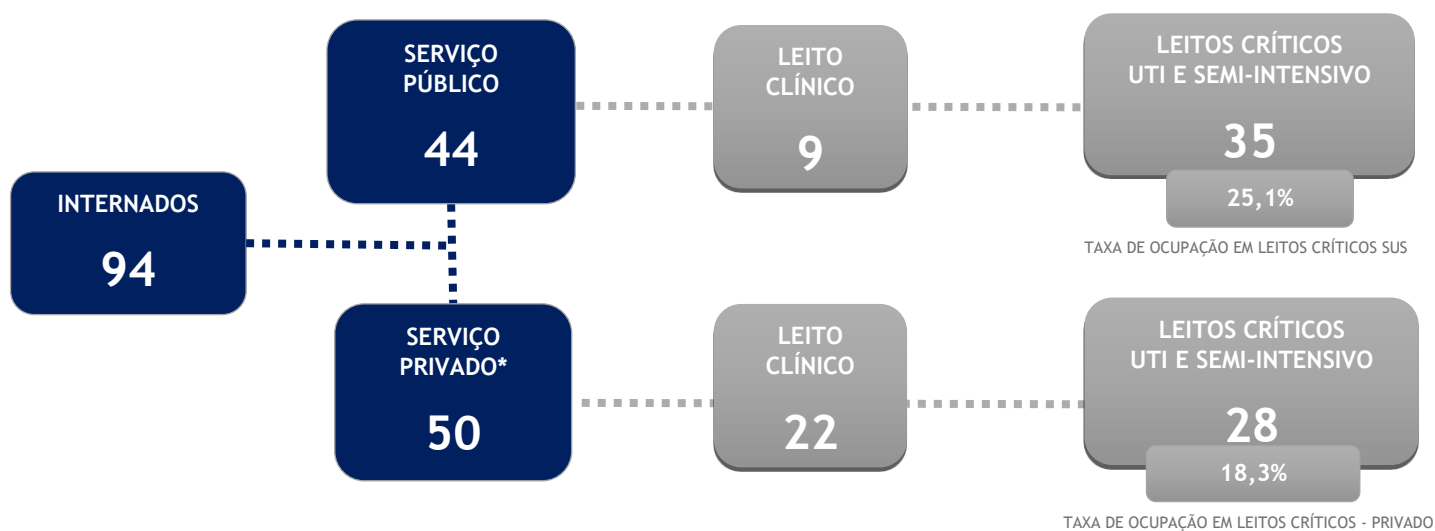 INTERNADOS
94
SERVIÇO
PÚBLICO
44
LEITO
CLÍNICO
9
LEITOS CRÍTICOS
UTI E SEMI-INTENSIVO
35
25,1%
TAXA DE OCUPAÇÃO EM LEITOS CRÍTICOS SUS
SERVIÇO
PRIVADO*
50
LEITO
CLÍNICO
22
LEITOS CRÍTICOS
UTI E SEMI-INTENSIVO
28
18,3%
TAXA DE OCUPAÇÃO EM LEITOS CRÍTICOS - PRIVADO